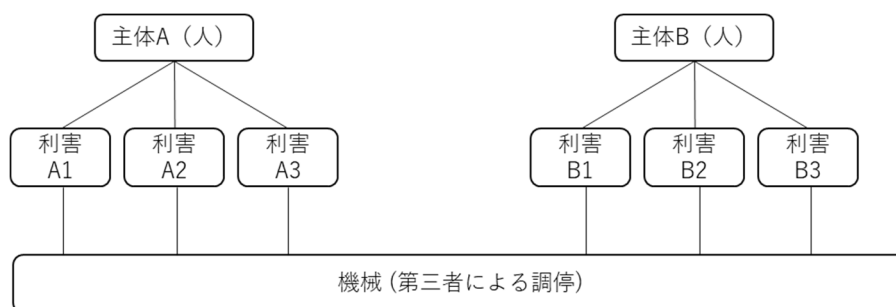 主体A（人）
主体B（人）
利害
A1
利害
A2
利害
A3
利害
B1
利害
B2
利害
B3
機械 (第三者による調停)